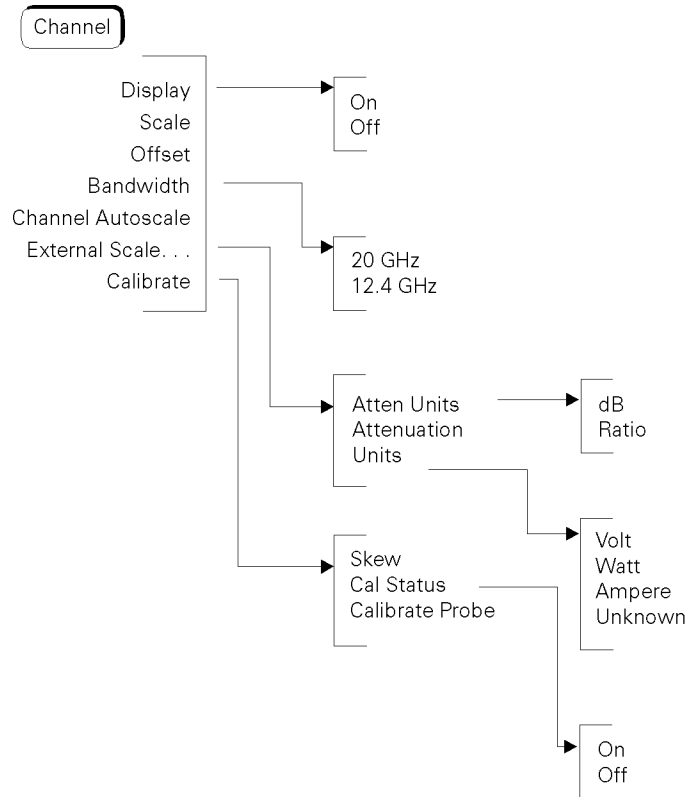 Channel
Display
Scale
Offset
Bandwidth
Channel Autoscale
External Scale. . .
Calibrate
On
Off
20 GHz
12.4 GHz
Atten Units
Attenuation
Units
dB
Ratio
Volt
Watt
Ampere
Unknown
Skew
Cal Status
Calibrate Probe
On
Off